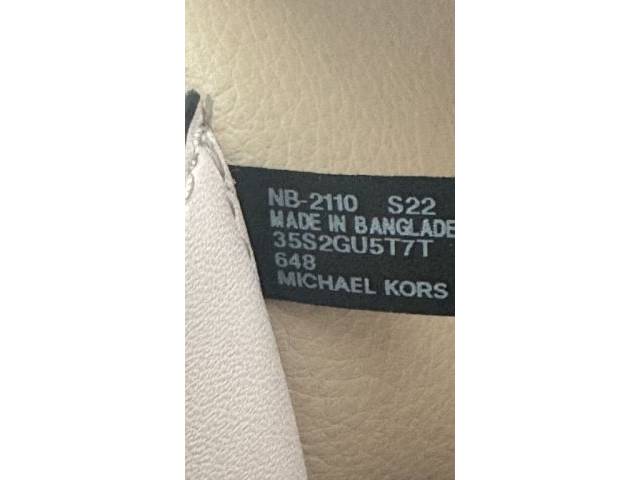 NB-2110 S22
MADE IN BANGLADE
35S2GU5T7T
648
MICHAEL KORS